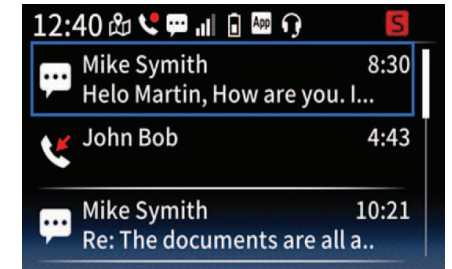 12:40 App S
Mike Symith 8:30
Helo Martin, How are you. I...
John Bob 4:43
Mike Symith 10:21
Re: The documents are all a..